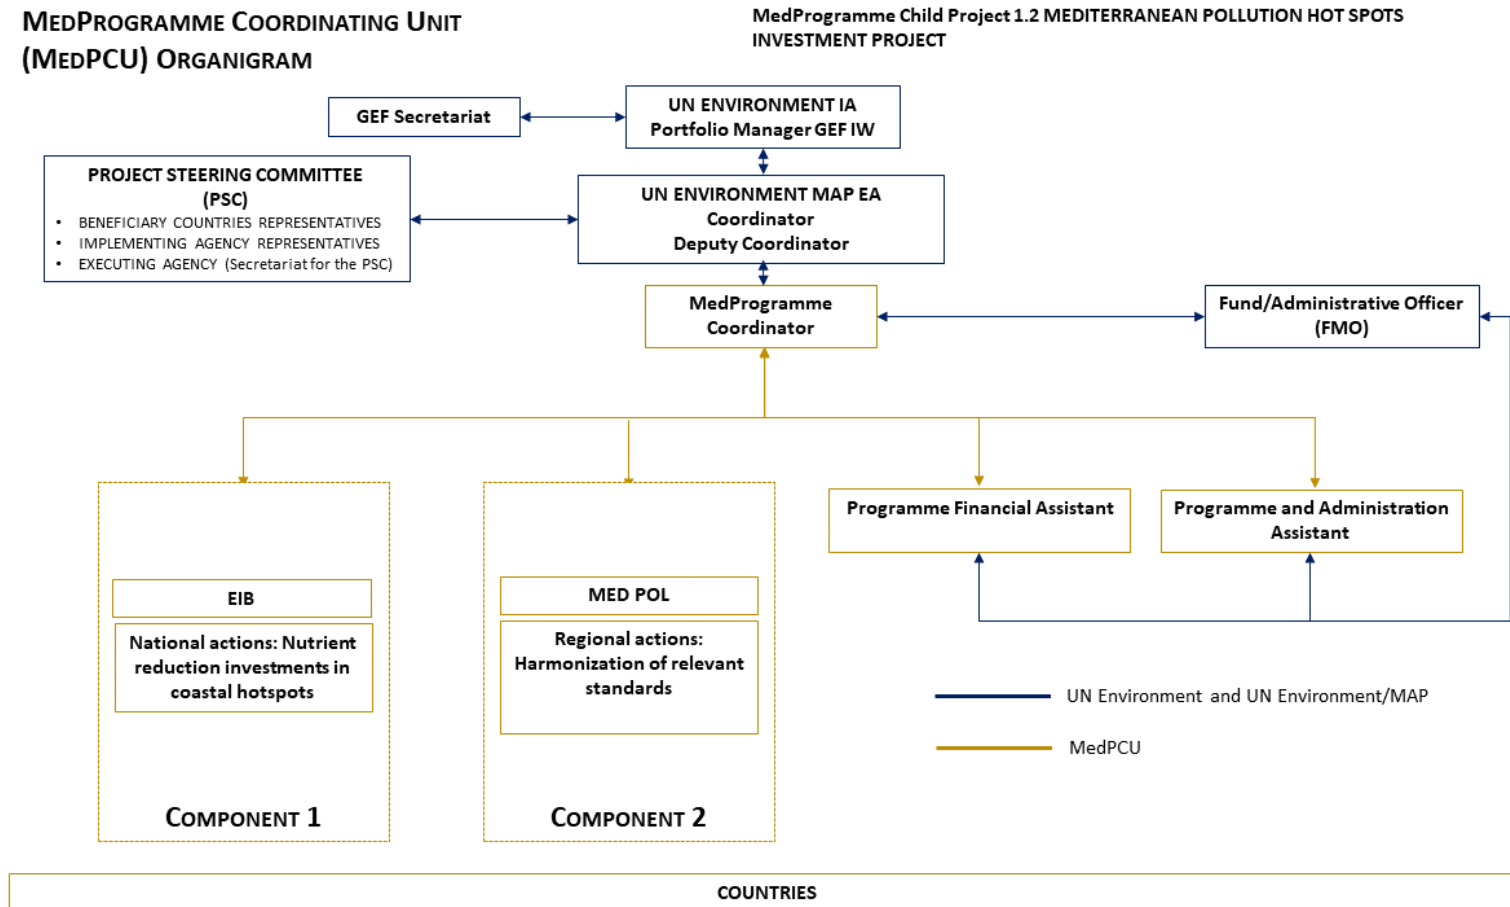 MEDPROGRAMME COORDINATING UNIT
(MEDPCU) ORGANIGRAM
MedProgramme Child Project 1.2 MEDITERRANEAN POLLUTION HOT SPOTS
INVESTMENT PROJECT
GEF Secretariat
UN ENVIRONMENT IA
Portfolio Manager GEF IW
PROJECT STEERING COMMITTEE
(PSC)
• BENEFICIARY COUNTRIES REPRESENTATIVES
• IMPLEMENTING AGENCY REPRESENTATIVES
• EXECUTING AGENCY (Secretariat for the PSC)
UN ENVIRONMENT MAP EA
Coordinator
Deputy Coordinator
MedProgramme
Coordinator
Fund/Administrative Officer
(FMO)
Programme Financial Assistant
Programme and Administration
Assistant
EIB
National actions: Nutrient
reduction investments in
coastal hotspots
COMPONENT 1
MED POL
Regional actions:
Harmonization of relevant
standards
COMPONENT 2
UN Environment and UN Environment/MAP
MedPCU
COUNTRIES